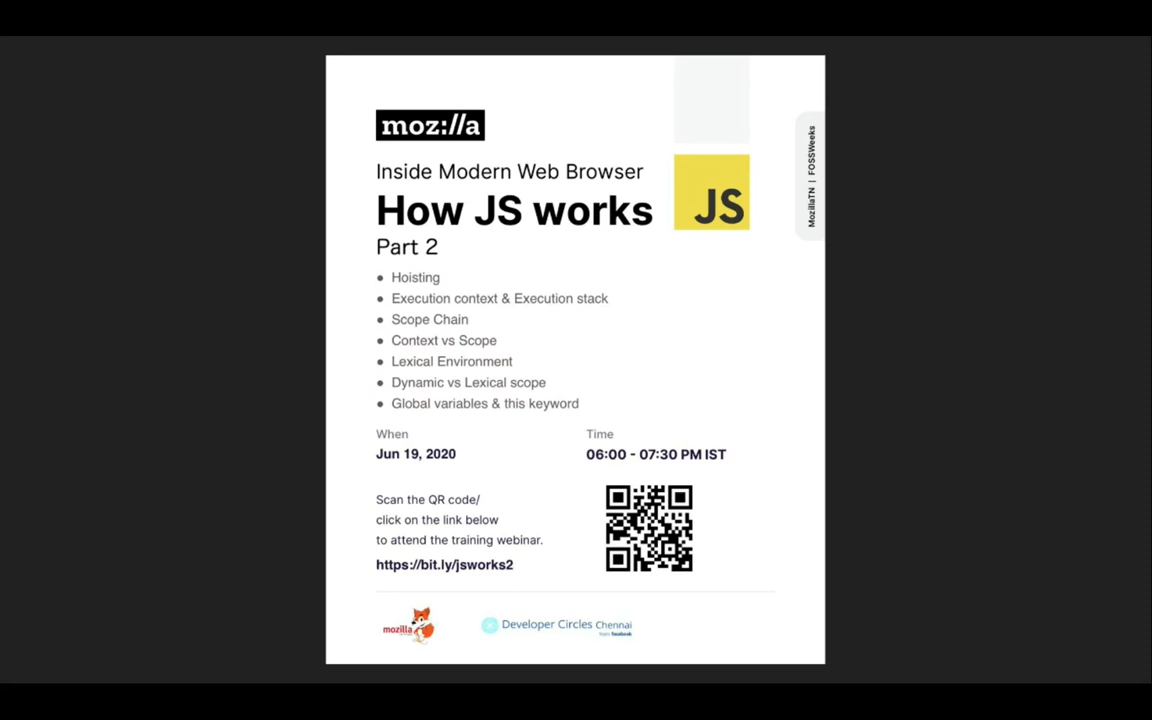 moz://a
Inside Modern Web Browser
How JS works
JS
Part 2
MozillaTN | FOSSWeeks
● Hoisting
● Execution context & Execution stack
● Scope Chain
● Context vs Scope
● Lexical Environment
● Dynamic vs Lexical scope
● Global variables & this keyword
When
Jun 19, 2020
Time
06:00 - 07:30 PM IST
Scan the QR code/
click on the link below
to attend the training webinar.
https://bit.ly/jsworks2
mozilla
Developer Circles Chennai
from facebook